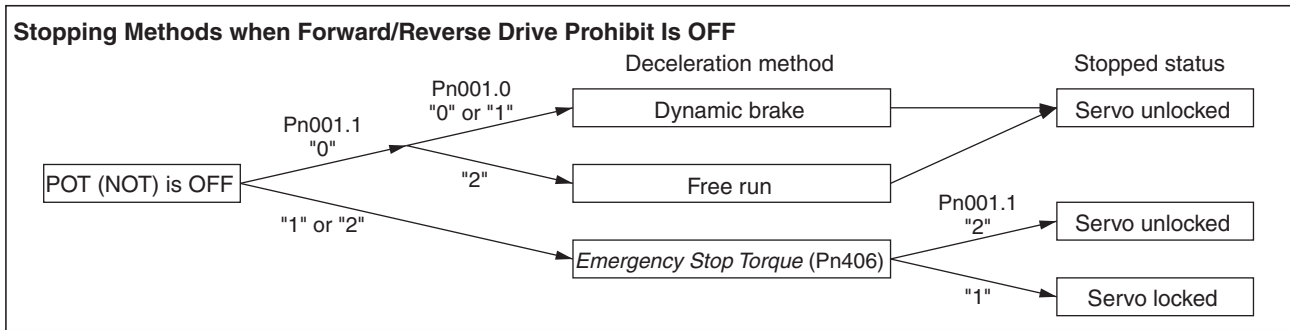 Stopping Methods when Forward/Reverse Drive Prohibit Is OFF
Deceleration method
Stopped status
Pn001.0
"0" or "1"
Dynamic brake
Servo unlocked
Pn001.1
"0"
POT (NOT) is OFF
"2"
Free run
"1" or "2"
Pn001.1
"2"
Servo unlocked
Emergency Stop Torque (Pn406)
"1"
Servo locked